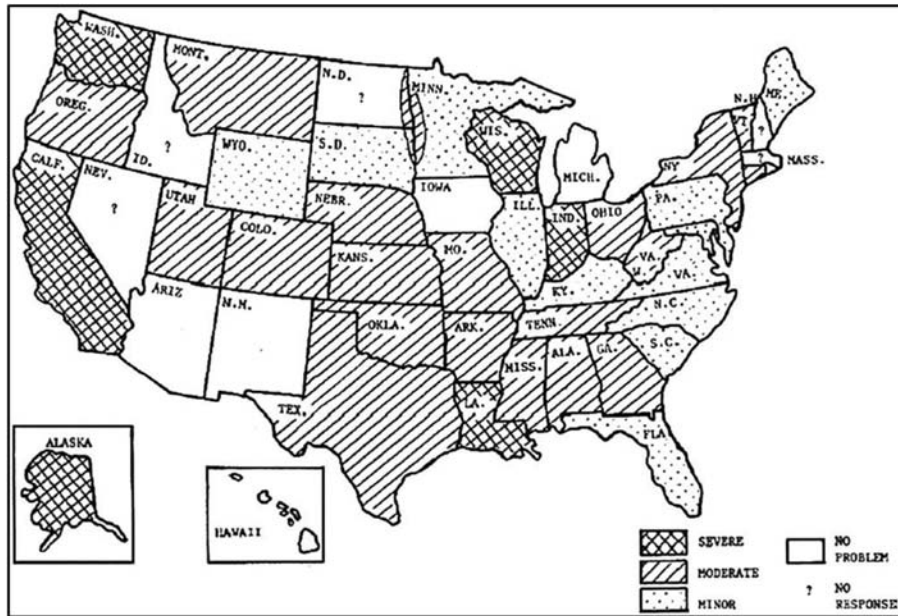 WASH.
MONT.
N.D.
?
MINN.
ME.
N.H.
VT.
?
OREG.
ID.
?
WYO.
S.D.
WIS.
MICH.
NY
?
MASS.
CALF.
NEV.
?
UTAH
COLO.
NEBR.
IOWA
ILL.
IND.
OHIO
PA.
KANS.
MO.
KY.
W.
VA.
VA.
ARIZ
N.M.
OKLA.
ARK.
TENN.
N.C.
S.C.
TEX.
LA.
MISS.
ALA.
GA.
FLA
ALASKA
HAWAII
SEVERE
MODERATE
MINOR
NO
PROBLEM
? NO
RESPONSE